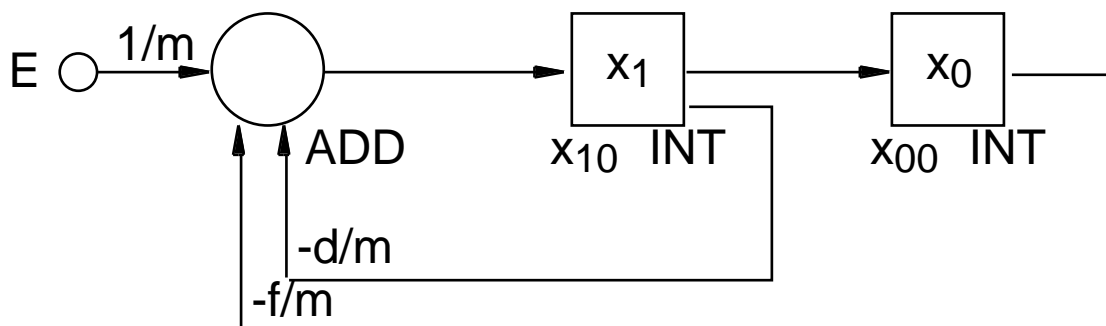 1/m
E
x1
x0
ADD
x10 INT
x00 INT
-d/m
-f/m